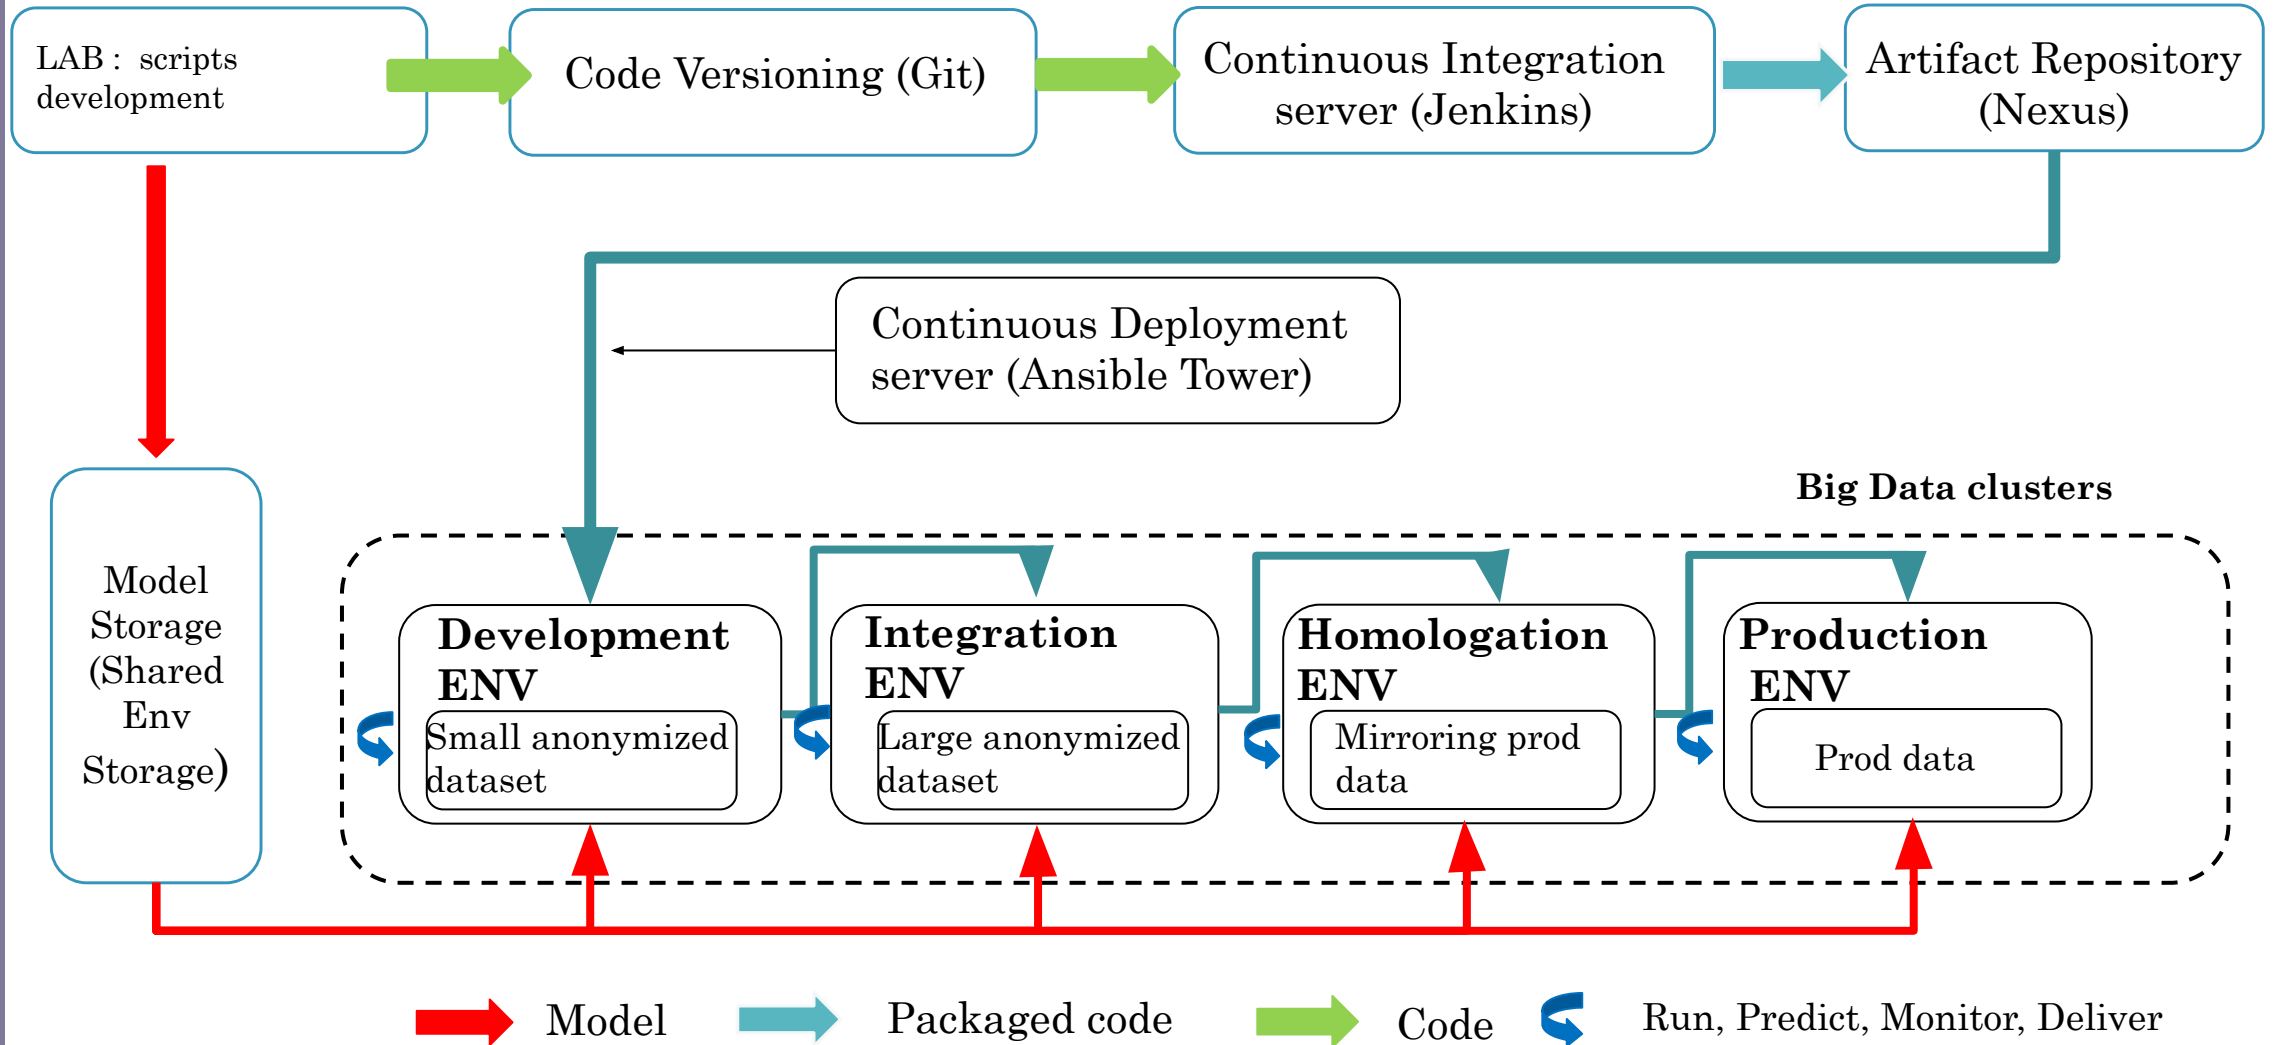 LAB : scripts
development
Code Versioning (Git)
Continuous Integration
server (Jenkins)
Artifact Repository
(Nexus)
Continuous Deployment
server (Ansible Tower)
Big Data clusters
Model
Storage
(Shared
Env
Storage)
Development
ENV
Small anonymized
dataset
Integration
ENV
Large anonymized
dataset
Homologation
ENV
Mirroring prod
data
Production
ENV
Prod data
Model
Packaged code
Code
Run, Predict, Monitor, Deliver